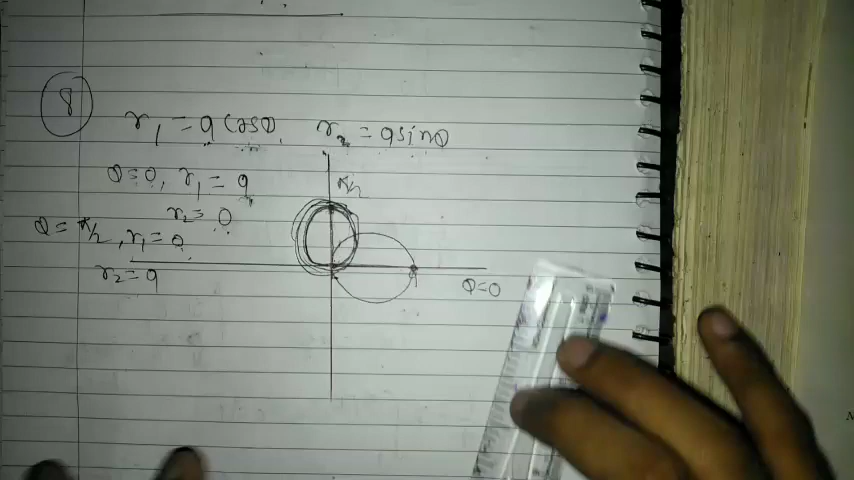 8
r₁ = a cosθ, r₂ = a sinθ
θ=0, r₁ = a
r₂ = 0
θ = π/2, r₁ = 0
r₂ = a
π/2
θ=0